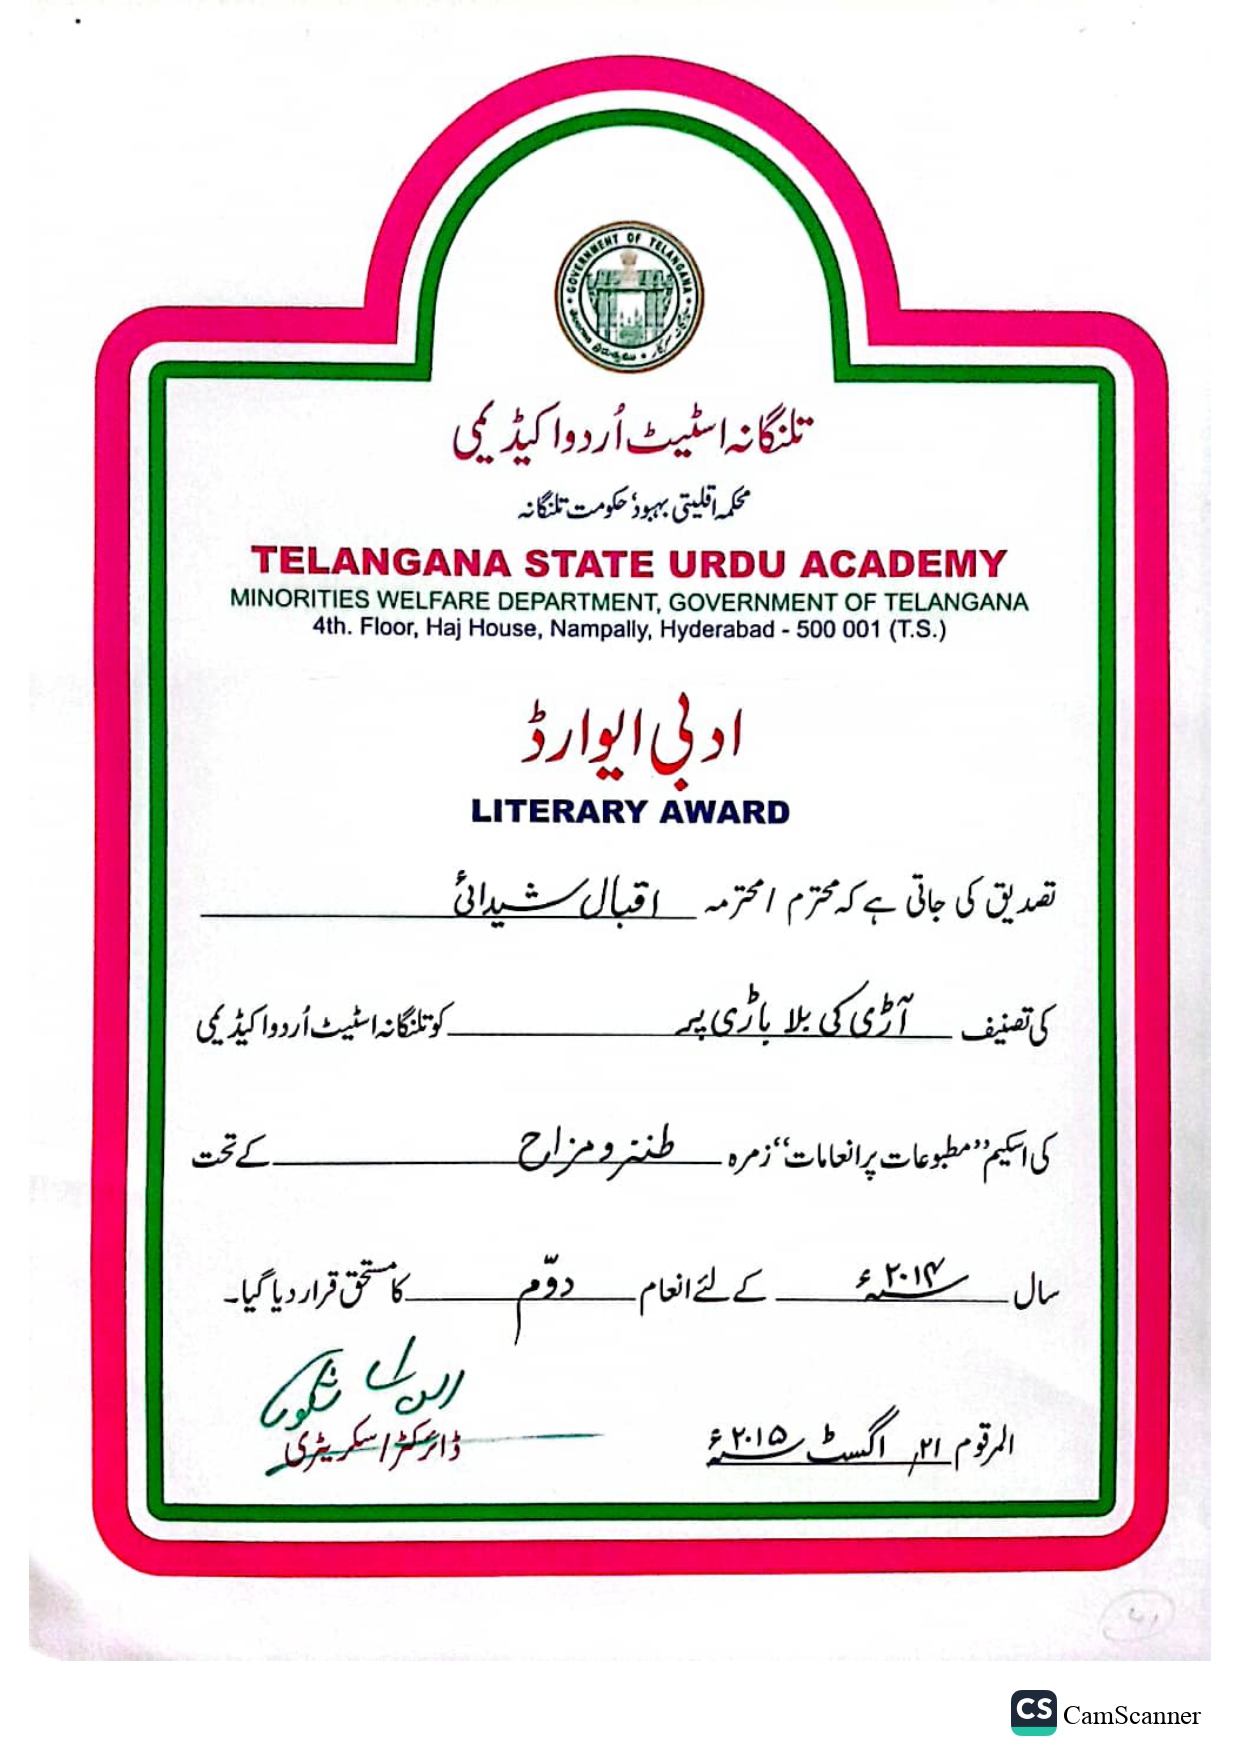 GOVERNMENT OF TELANGANA
تلنگانہ اسٹیٹ اُردو اکیڈیمی
محکمہ اقلیتی بہبود، حکومت تلنگانہ
TELANGANA STATE URDU ACADEMY
MINORITIES WELFARE DEPARTMENT, GOVERNMENT OF TELANGANA
4th. Floor, Haj House, Nampally, Hyderabad - 500 001 (T.S.)
ادبی ایوارڈ
LITERARY AWARD
تصدیق کی جاتی ہے کہ محترم / محترمہ اقبال شیدائی
کی تصنیف آڑی کی بلا باڑی پر کو تلنگانہ اسٹیٹ اُردو اکیڈیمی
کی اسکیم ”مطبوعات پر انعامات“ زمرہ طنز و مزاح کے تحت
سال ۲۰۱۴ء کے لئے انعام دوّم کا مستحق قرار دیا گیا۔
المرقوم ۲۱؍ اگسٹ ۲۰۱۵ء
ڈائرکٹر / سکریٹری
CS CamScanner